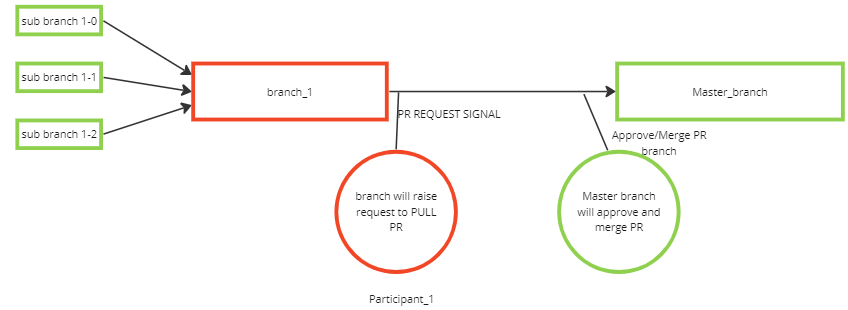 sub branch 1-0
sub branch 1-1
sub branch 1-2
branch_1
Master_branch
PR REQUEST SIGNAL
Approve/Merge PR
branch
branch will raise
request to PULL
PR
Master branch
will approve and
merge PR
Participant_1